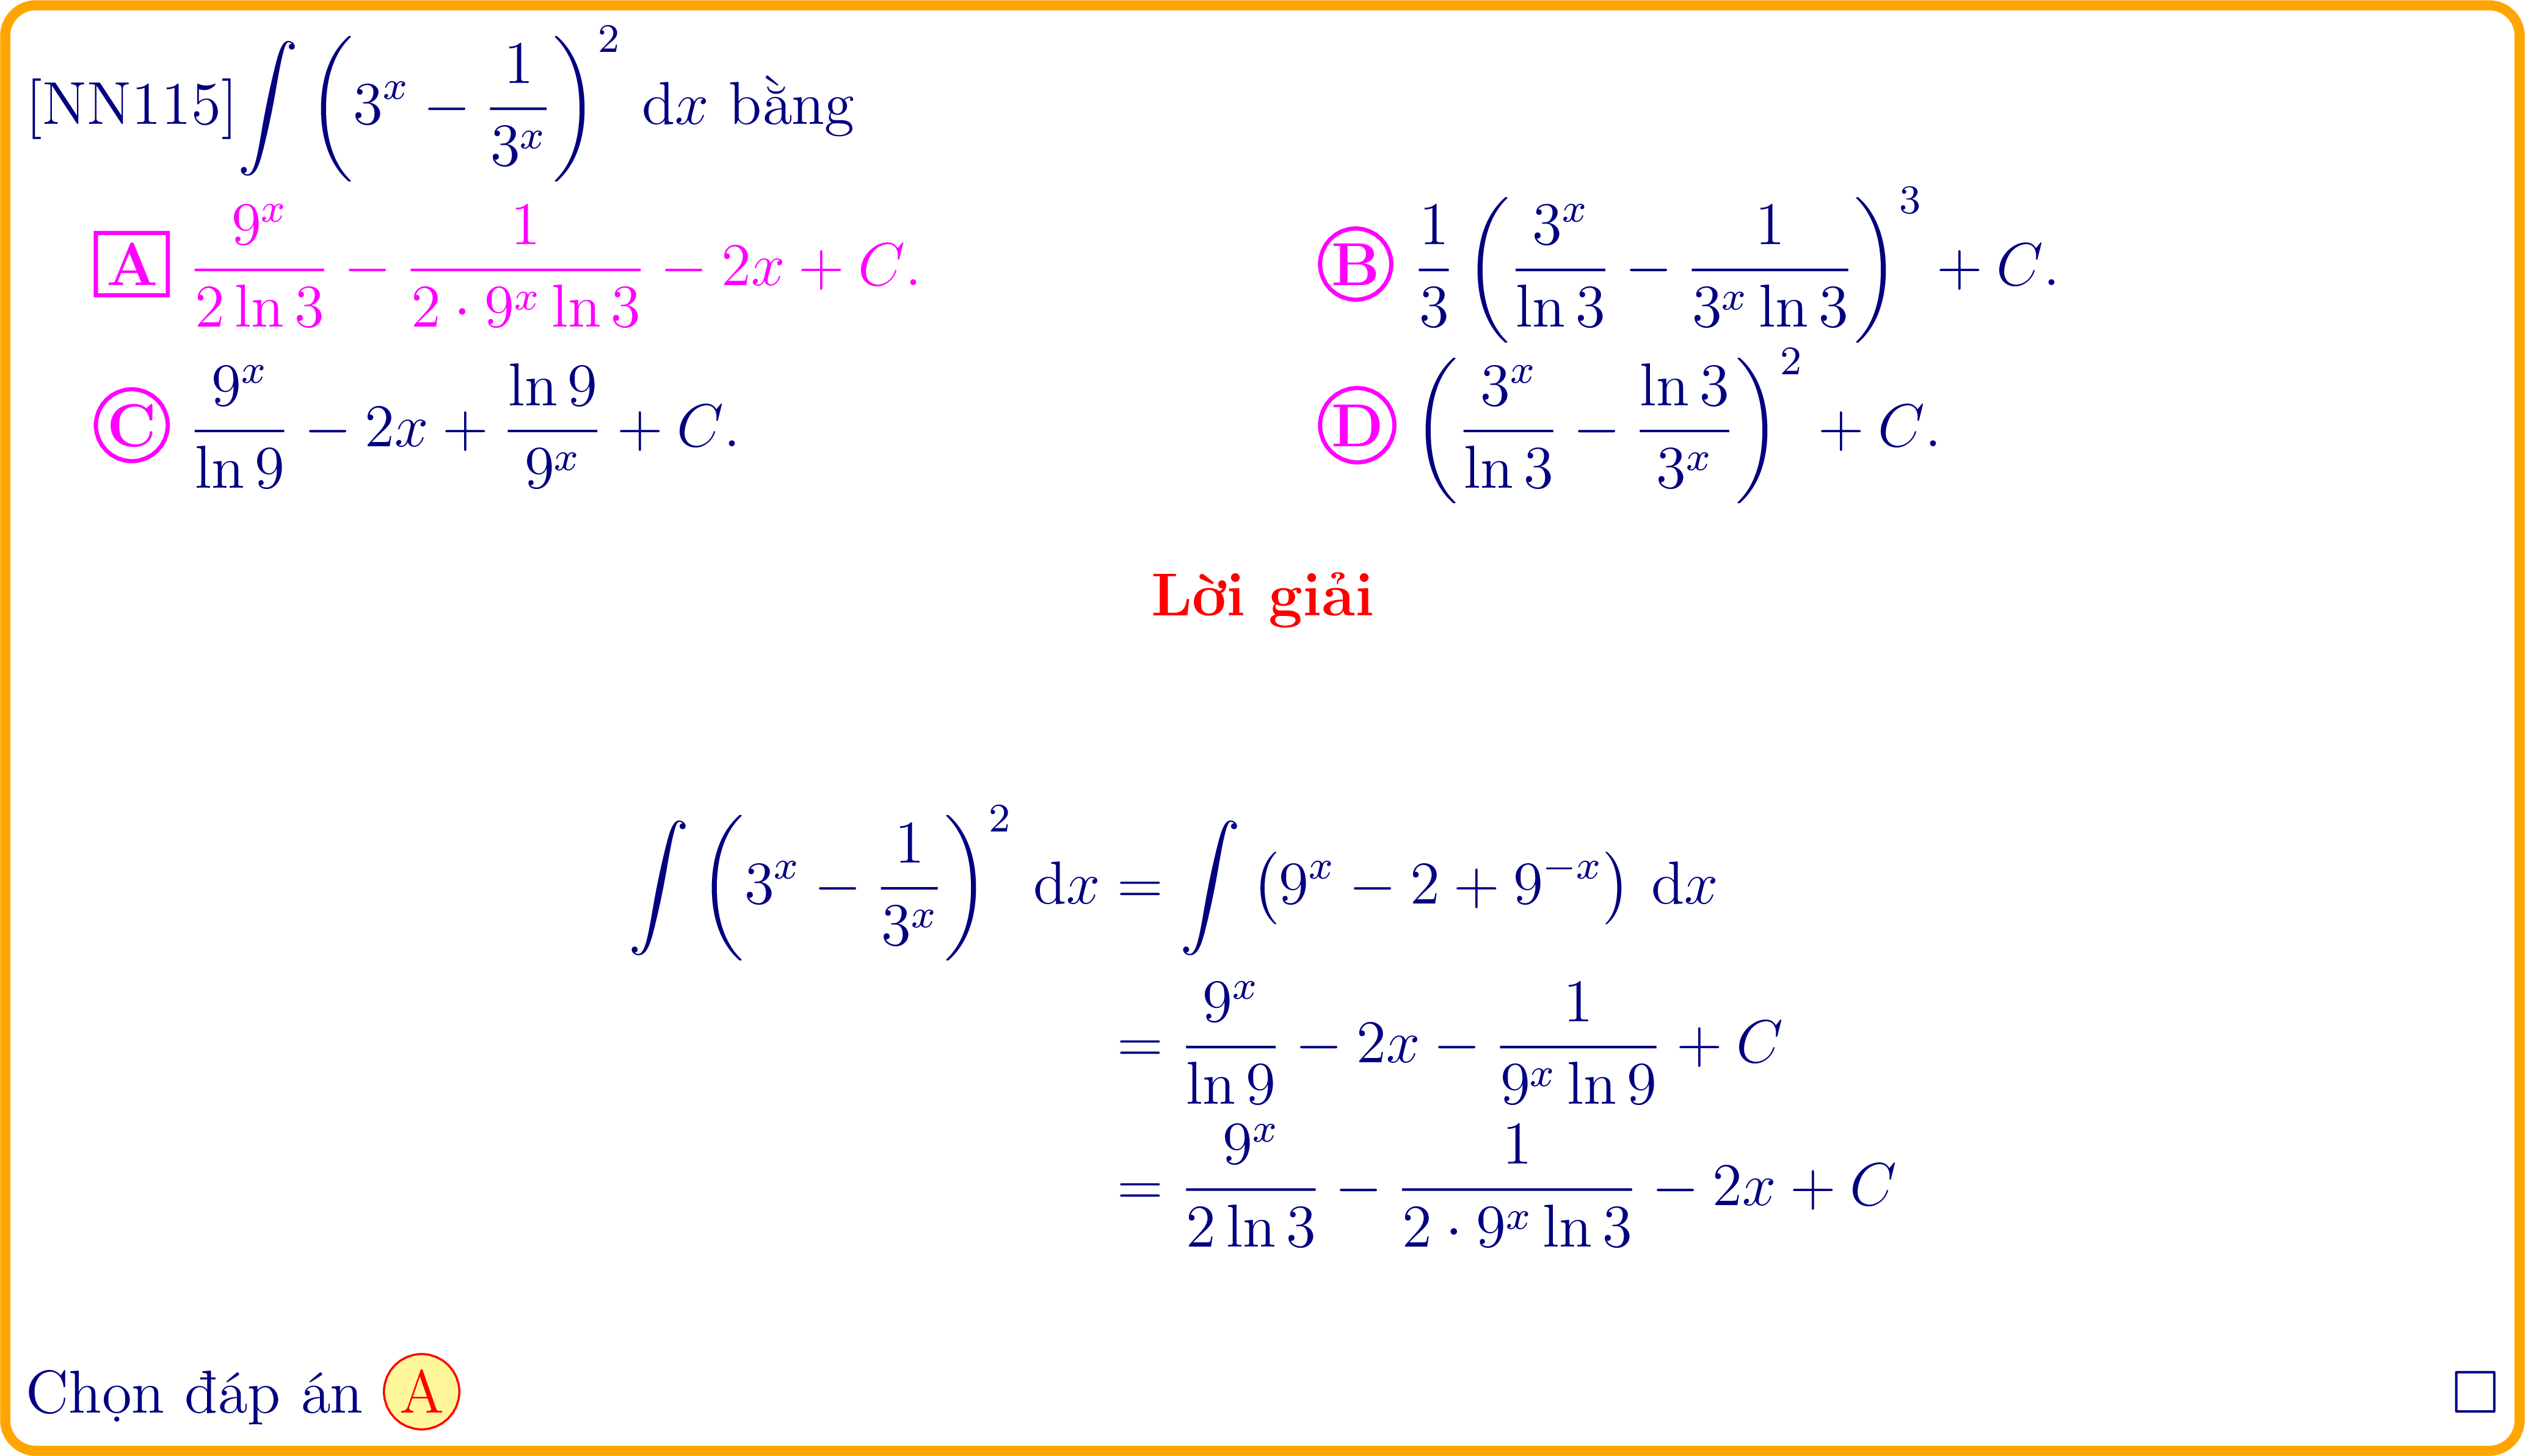 [NN115] $\int \left(3^x - \frac{1}{3^x}\right)^2 \mathrm{d}x$ bằng
A $\frac{9^x}{2\ln 3} - \frac{1}{2 \cdot 9^x \ln 3} - 2x + C.$ B $\frac{1}{3}\left(\frac{3^x}{\ln 3} - \frac{1}{3^x \ln 3}\right)^3 + C.$
C $\frac{9^x}{\ln 9} - 2x + \frac{\ln 9}{9^x} + C.$ D $\left(\frac{3^x}{\ln 3} - \frac{\ln 3}{3^x}\right)^2 + C.$
Lời giải
$\int \left(3^x - \frac{1}{3^x}\right)^2 \mathrm{d}x = \int \left(9^x - 2 + 9^{-x}\right) \mathrm{d}x$
$= \frac{9^x}{\ln 9} - 2x - \frac{1}{9^x \ln 9} + C$
$= \frac{9^x}{2\ln 3} - \frac{1}{2 \cdot 9^x \ln 3} - 2x + C$
Chọn đáp án A □